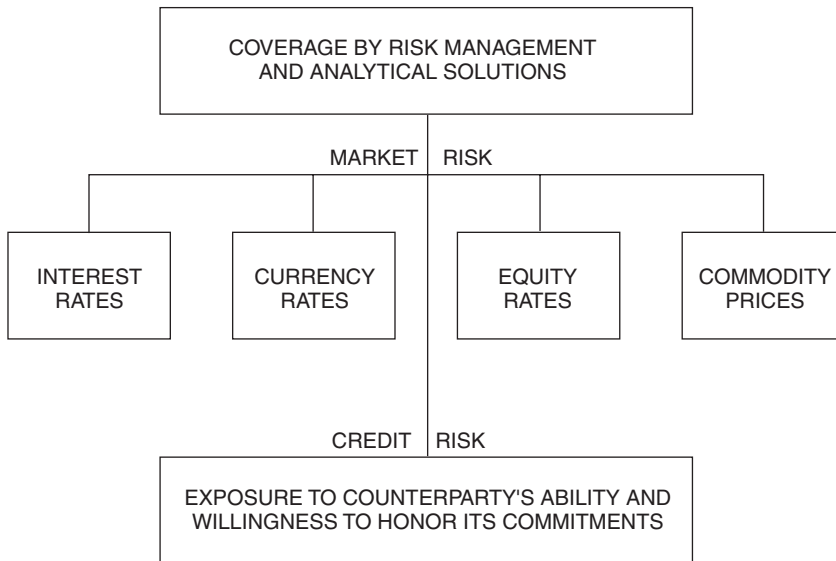 COVERAGE BY RISK MANAGEMENT
AND ANALYTICAL SOLUTIONS
MARKET RISK
INTEREST
RATES
CURRENCY
RATES
EQUITY
RATES
COMMODITY
PRICES
CREDIT RISK
EXPOSURE TO COUNTERPARTY'S ABILITY AND
WILLINGNESS TO HONOR ITS COMMITMENTS